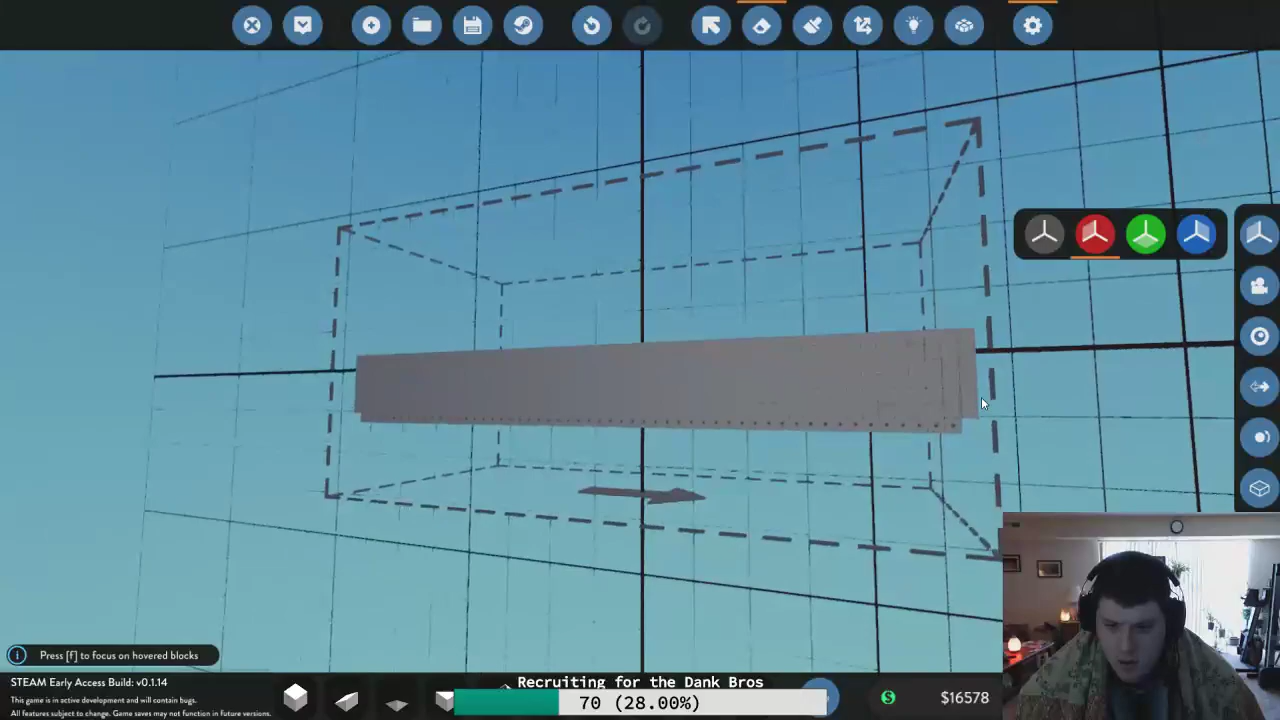 Press [f] to focus on hovered blocks
STEAM Early Access Build: v0.1.14
This game is in active development and will contain bugs.
All features subject to change. Game saves may not function in future versions.
Recruiting for the Dank Bros
70 (28.00%)
$16578